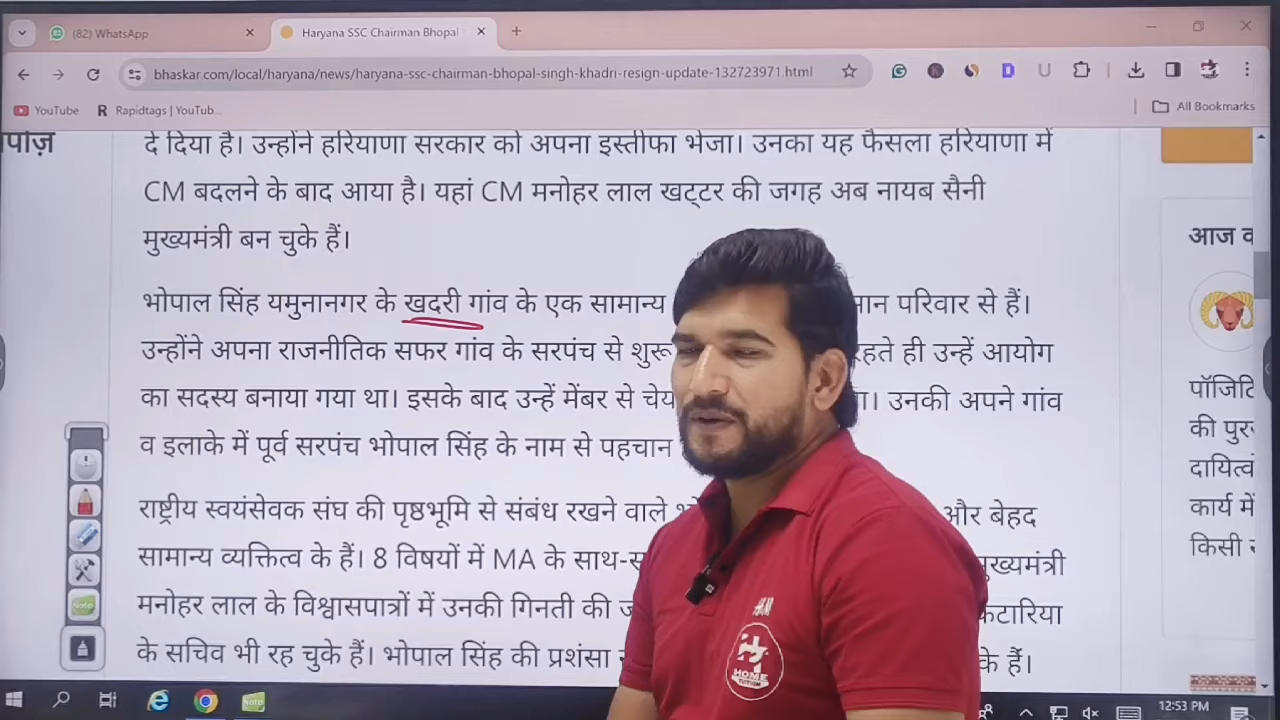 (82) WhatsApp
Haryana SSC Chairman Bhopal
bhaskar.com/local/haryana/news/haryana-ssc-chairman-bhopal-singh-khadri-resign-update-132723971.html
YouTube Rapidtags | YouTub... All Bookmarks
दे दिया है। उन्होंने हरियाणा सरकार को अपना इस्तीफा भेजा। उनका यह फैसला हरियाणा में
CM बदलने के बाद आया है। यहां CM मनोहर लाल खट्टर की जगह अब नायब सैनी
मुख्यमंत्री बन चुके हैं।
भोपाल सिंह यमुनानगर के खदरी गांव के एक सामान्य परिवार से हैं।
उन्होंने अपना राजनीतिक सफर गांव के सरपंच से शुरू रहते ही उन्हें आयोग
का सदस्य बनाया गया था। इसके बाद उन्हें मेंबर से उनकी अपने गांव
व इलाके में पूर्व सरपंच भोपाल सिंह के नाम से पहचान
राष्ट्रीय स्वयंसेवक संघ की पृष्ठभूमि से संबंध रखने वाले और बेहद
सामान्य व्यक्तित्व के हैं। 8 विषयों में MA के मुख्यमंत्री
मनोहर लाल के विश्वासपात्रों में उनकी गिनती की कटारिया
के सचिव भी रह चुके हैं। भोपाल सिंह की प्रशंसा के हैं।
आज
की
कार्य में
किसी
H&M
HOME
TUITION
Note
Note
12:53 PM